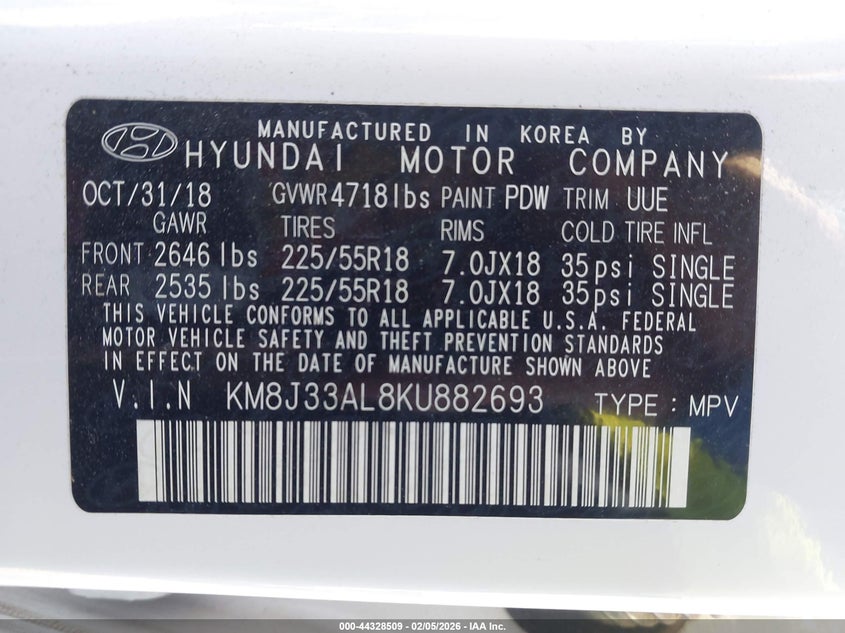 MANUFACTURED IN KOREA BY
HYUNDAI MOTOR COMPANY
OCT/31/18 GVWR 4718lbs PAINT PDW TRIM UUE
GAWR TIRES RIMS COLD TIRE INFL
FRONT 2646 lbs 225/55R18 7.0JX18 35psi SINGLE
REAR 2535 lbs 225/55R18 7.0JX18 35psi SINGLE
THIS VEHICLE CONFORMS TO ALL APPLICABLE U.S.A. FEDERAL
MOTOR VEHICLE SAFETY AND THEFT PREVENTION STANDARDS
IN EFFECT ON THE DATE OF MANUFACTURE SHOWN ABOVE
V.I.N KM8J33AL8KU882693 TYPE : MPV
000-44328509 - 02/05/2026 - IAA Inc.